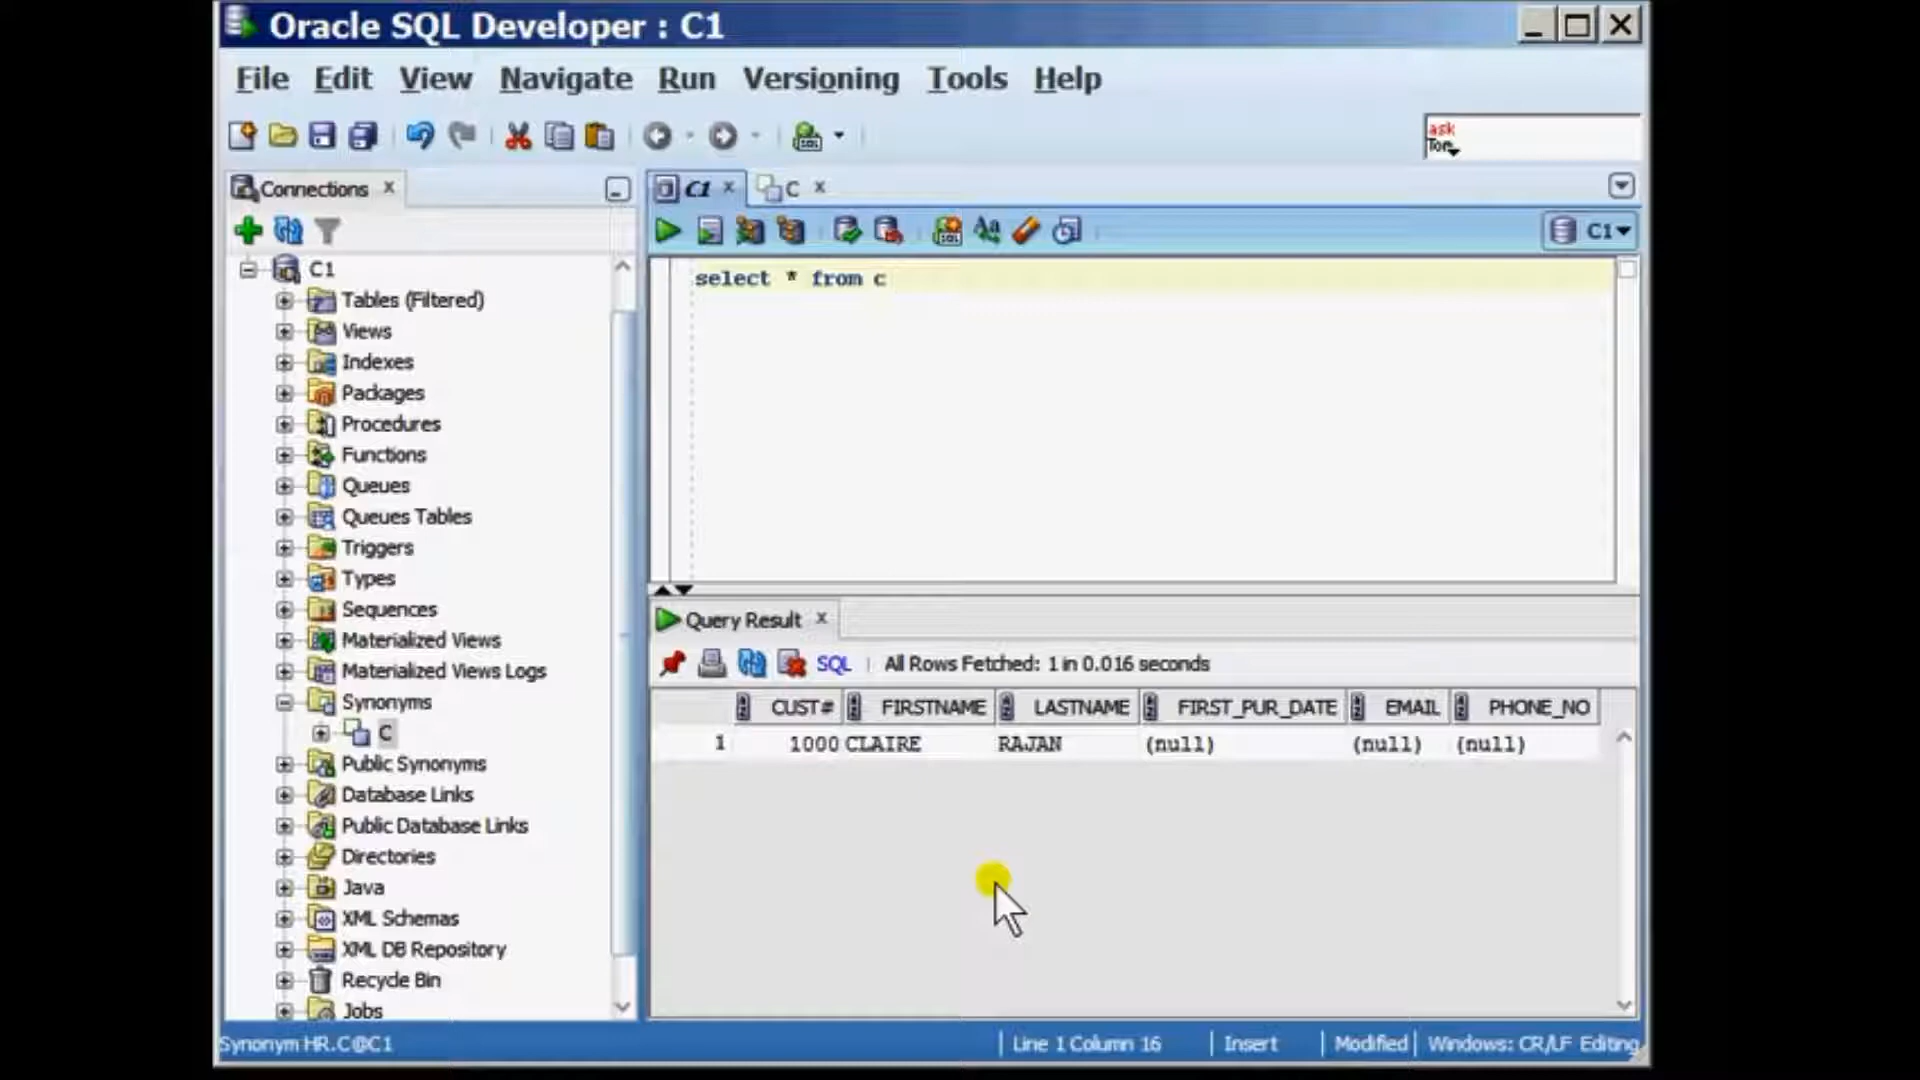 Oracle SQL Developer : C1
File Edit View Navigate Run Versioning Tools Help
ask
Tom
Connections x
C1 x
C x
C1
C1
select * from c
Tables (Filtered)
Views
Indexes
Packages
Procedures
Functions
Queues
Queues Tables
Triggers
Types
Sequences
Materialized Views
Materialized Views Logs
Synonyms
C
Public Synonyms
Database Links
Public Database Links
Directories
Java
XML Schemas
XML DB Repository
Recycle Bin
Jobs
Query Result x
SQL | All Rows Fetched: 1 in 0.016 seconds
CUST# FIRSTNAME LASTNAME FIRST_PUR_DATE EMAIL PHONE_NO
1 1000 CLAIRE RAJAN (null) (null) (null)
Synonym HR.C@C1 | Line 1 Column 16 | Insert | Modified | Windows: CR/LF Editing